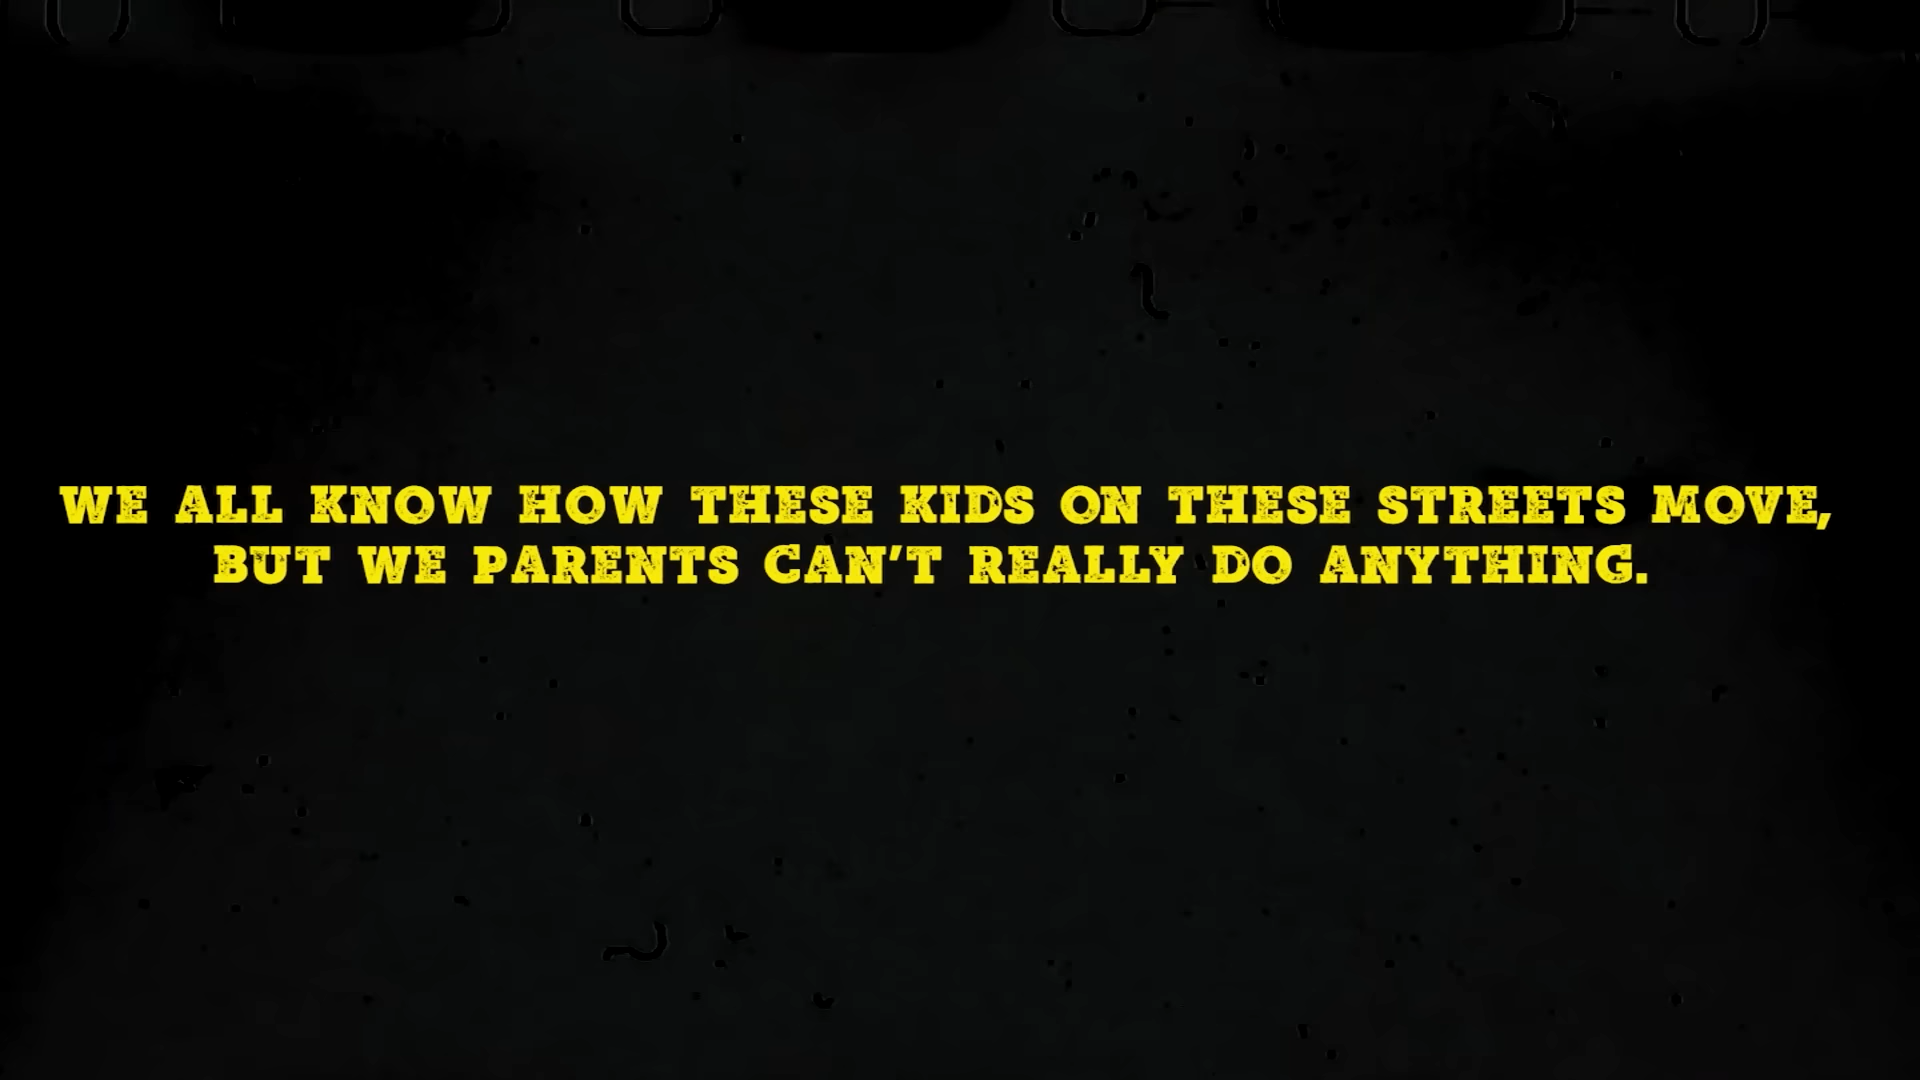 WE ALL KNOW HOW THESE KIDS ON THESE STREETS MOVE,
BUT WE PARENTS CAN'T REALLY DO ANYTHING.